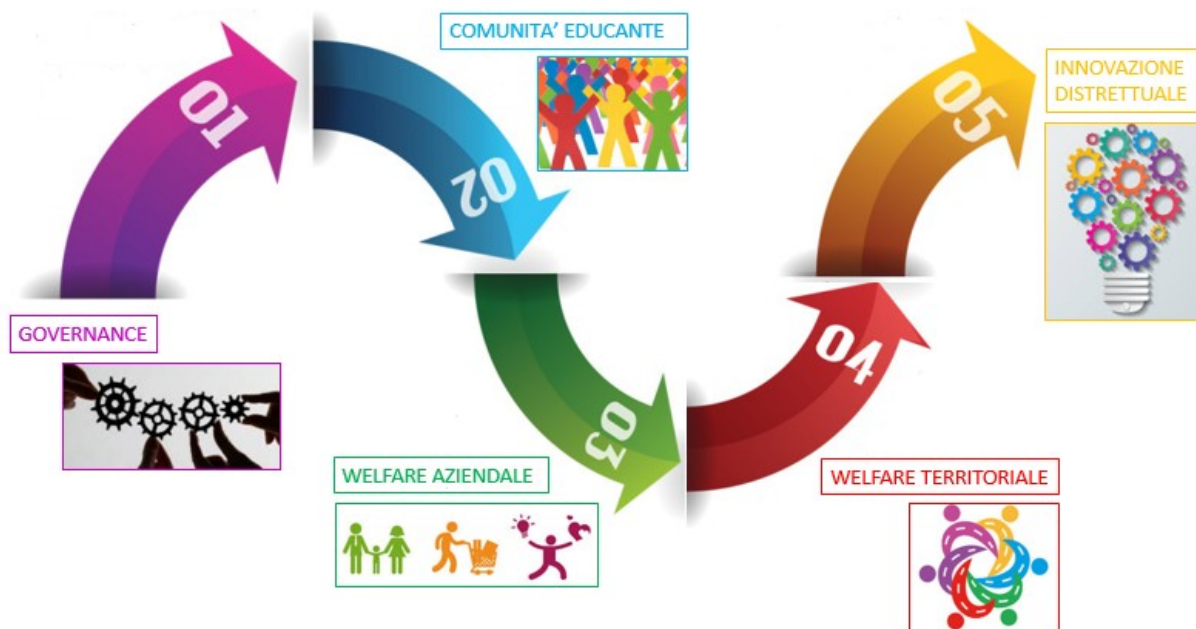 01
GOVERNANCE
02
COMUNITA' EDUCANTE
03
WELFARE AZIENDALE
04
WELFARE TERRITORIALE
05
INNOVAZIONE
DISTRETTUALE